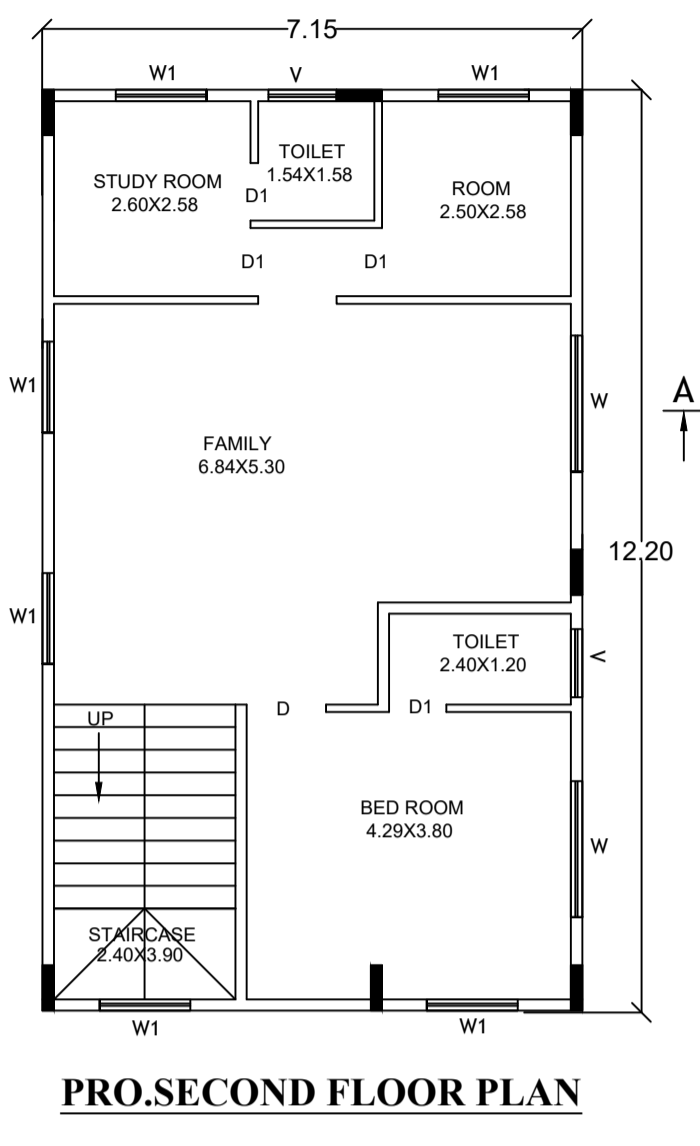 7.15
W1
V
W1
TOILET
1.54X1.58
STUDY ROOM
2.60X2.58
D1
ROOM
2.50X2.58
D1
D1
W1
W
A
FAMILY
6.84X5.30
12.20
W1
TOILET
2.40X1.20
V
D
D1
UP
BED ROOM
4.29X3.80
W
STAIRCASE
2.40X3.90
W1
W1
PRO.SECOND FLOOR PLAN